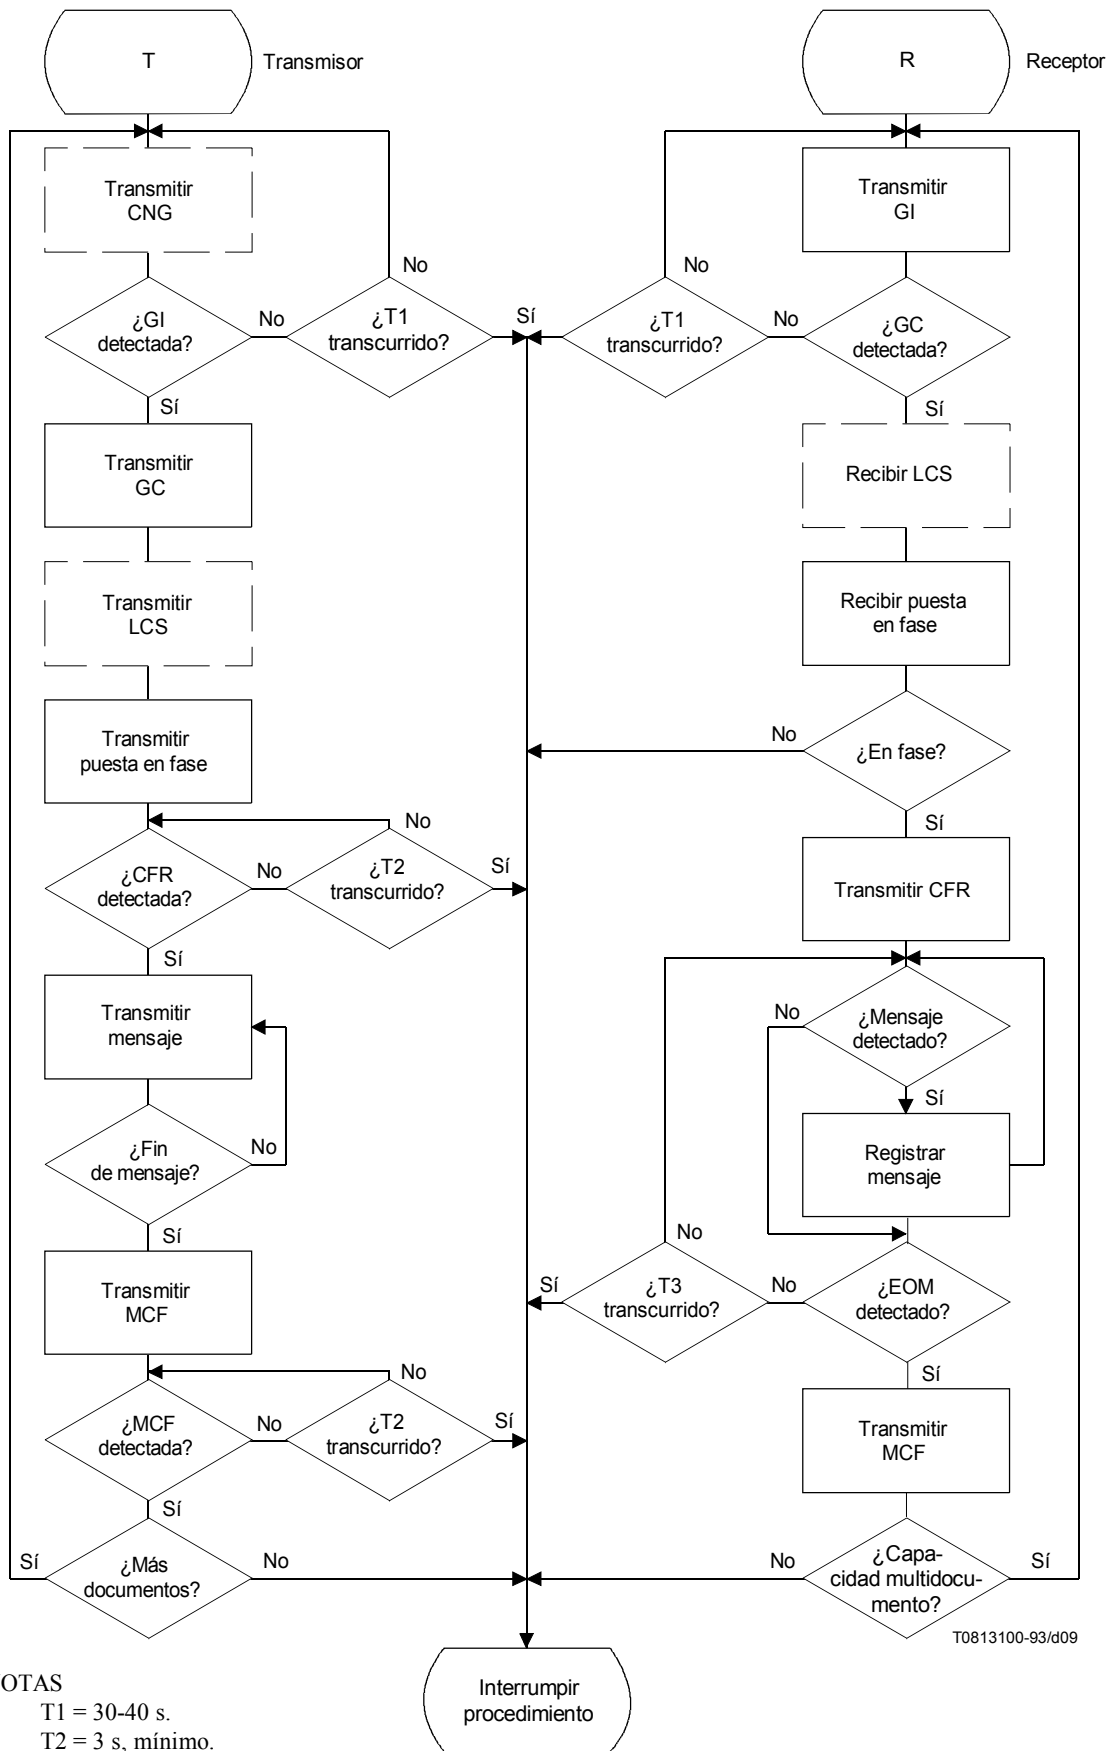 T
Transmisor
R
Receptor
Transmitir
CNG
Transmitir
GI
No
No
¿GI
detectada?
No
¿T1
transcurrido?
Sí
¿T1
transcurrido?
No
¿GC
detectada?
Sí
Sí
Transmitir
GC
Recibir LCS
Transmitir
LCS
Recibir puesta
en fase
Transmitir
puesta en fase
No
¿En fase?
No
Sí
¿CFR
detectada?
No
¿T2
transcurrido?
Sí
Transmitir CFR
Sí
Transmitir
mensaje
No
¿Mensaje
detectado?
Sí
¿Fin
de mensaje?
No
Registrar
mensaje
Sí
No
Transmitir
MCF
Sí
¿T3
transcurrido?
No
¿EOM
detectado?
No
Sí
¿MCF
detectada?
No
¿T2
transcurrido?
Sí
Transmitir
MCF
Sí
Sí
¿Más
documentos?
No
No
¿Capa-
cidad multidocu-
mento?
Sí
T0813100-93/d09
Interrumpir
procedimiento
OTAS
T1 = 30-40 s.
T2 = 3 s, mínimo.